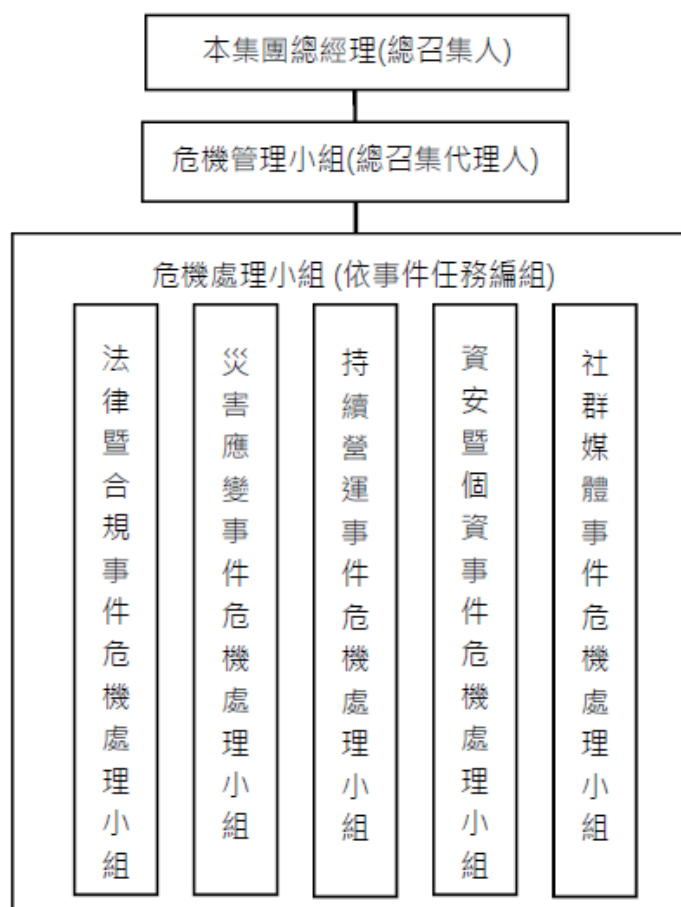 本集團總經理(總召集人)
危機管理小組(總召集代理人)
危機處理小組 (依事件任務編組)
法律暨合規事件危機處理小組
災害應變事件危機處理小組
持續營運事件危機處理小組
資安暨個資事件危機處理小組
社群媒體事件危機處理小組